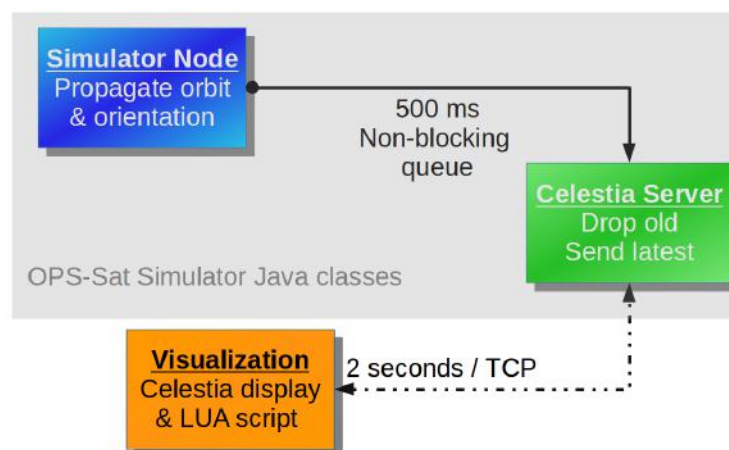 Simulator Node
Propagate orbit
& orientation
500 ms
Non-blocking
queue
Celestia Server
Drop old
Send latest
OPS-Sat Simulator Java classes
Visualization
Celestia display
& LUA script
2 seconds / TCP